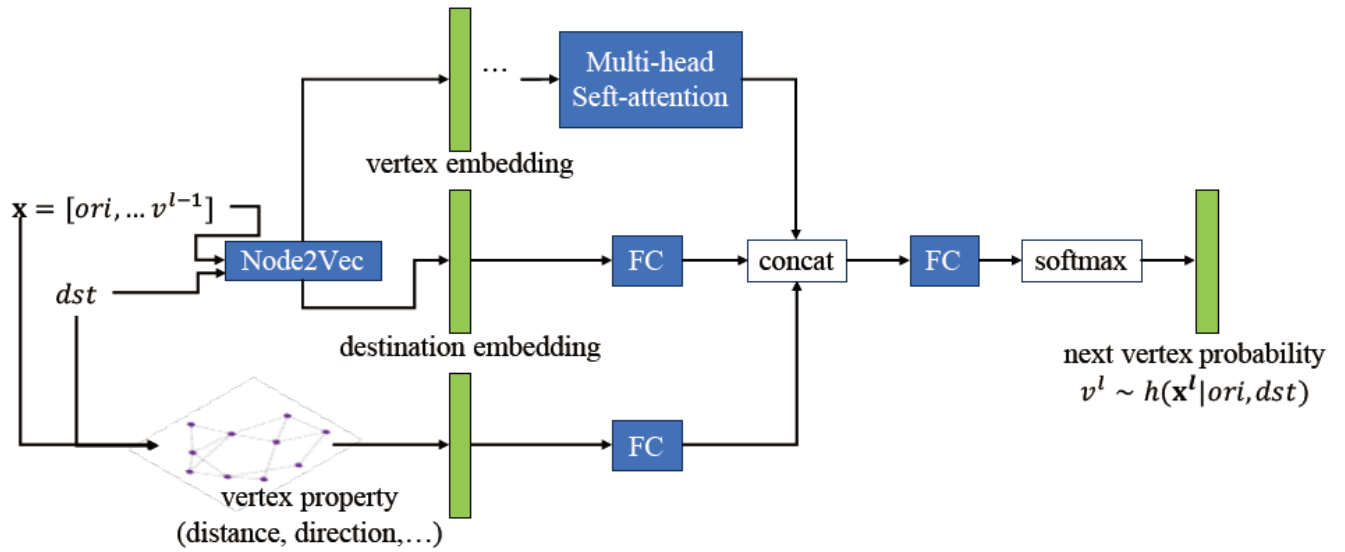 ...
Multi-head
Seft-attention
vertex embedding
x = [ori, ... v^{l-1}]
Node2Vec
FC
concat
FC
softmax
dst
destination embedding
next vertex probability
v^l ~ h(x^l|ori, dst)
FC
vertex property
(distance, direction,...)